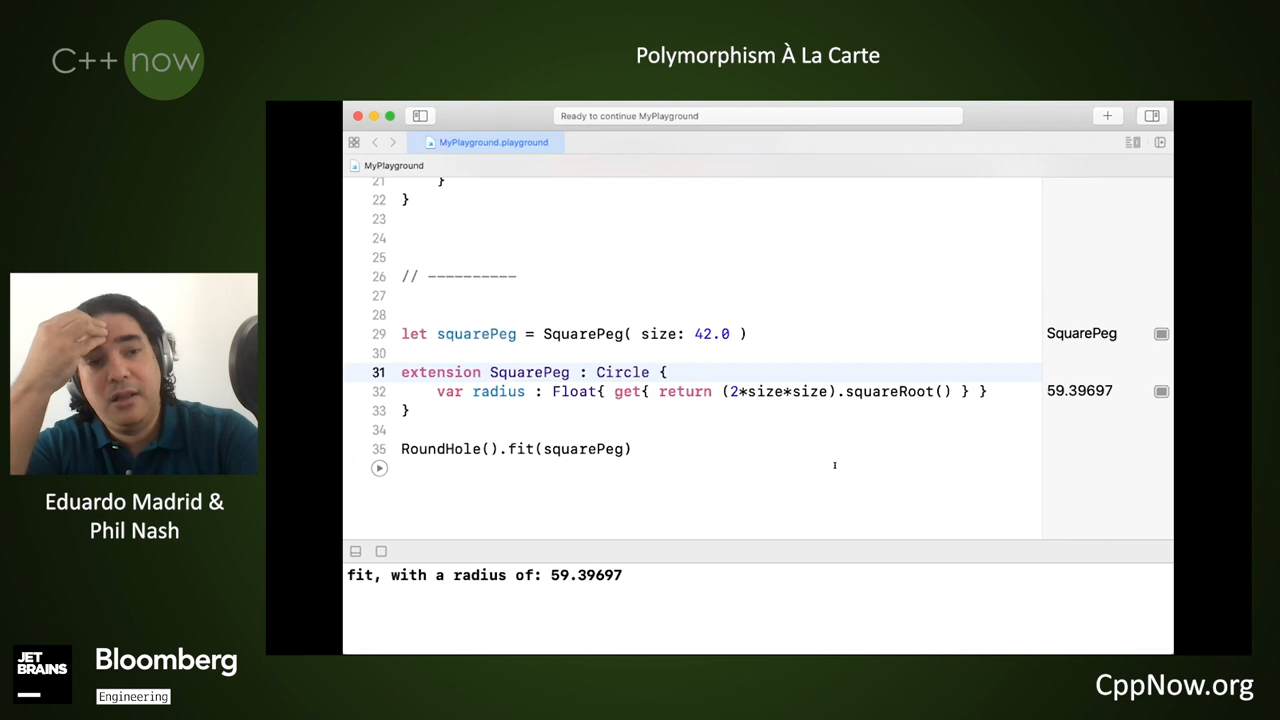 C++ now
Polymorphism À La Carte
Ready to continue MyPlayground
MyPlayground.playground
MyPlayground
21 }
22 }
23
24
25
26 // ----------
27
28
29 let squarePeg = SquarePeg( size: 42.0 )
SquarePeg
30
31 extension SquarePeg : Circle {
32 var radius : Float{ get{ return (2*size*size).squareRoot() } }
59.39697
33 }
34
35 RoundHole().fit(squarePeg)
fit, with a radius of: 59.39697
Eduardo Madrid &
Phil Nash
JET
BRAINS
Bloomberg
Engineering
CppNow.org